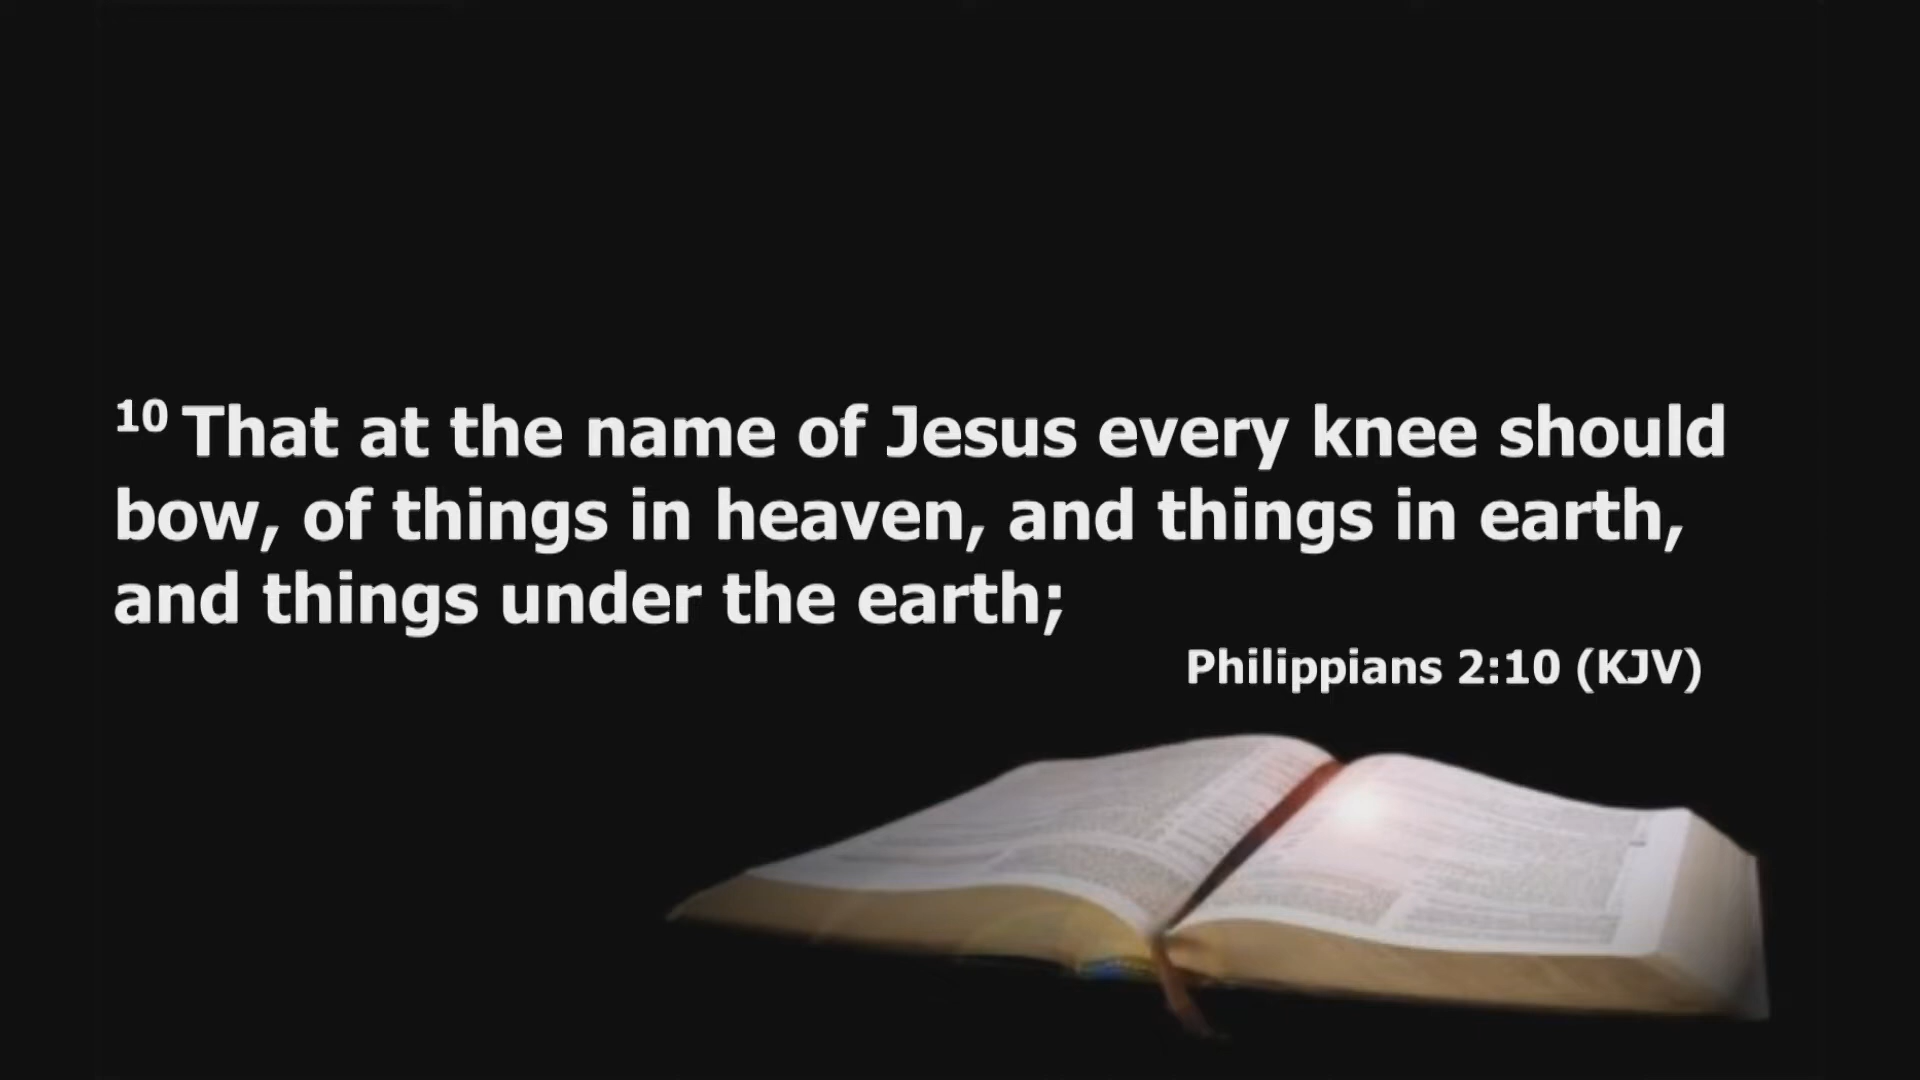 10 That at the name of Jesus every knee should
bow, of things in heaven, and things in earth,
and things under the earth;
Philippians 2:10 (KJV)